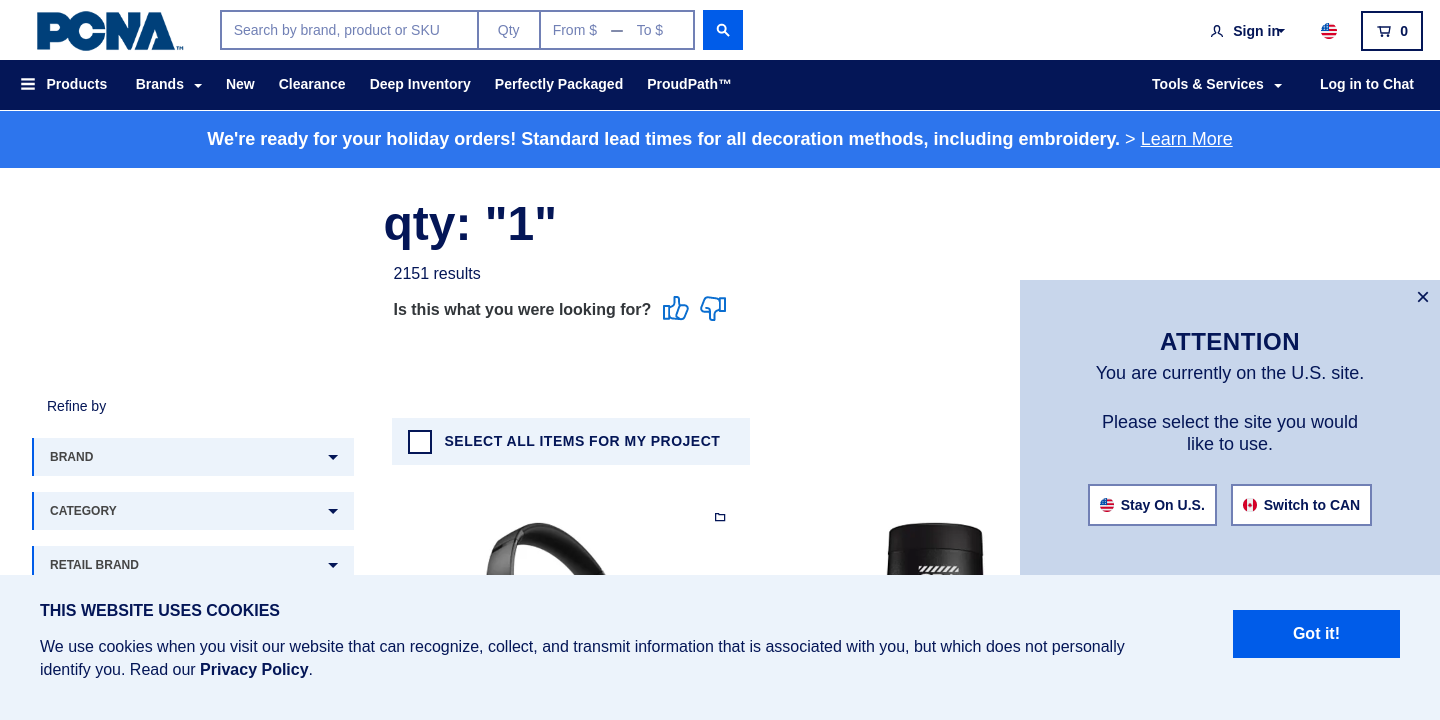 PCNA™
Search by brand, product or SKU
Qty
From $ — To $
Sign in
0
Products
Brands
New
Clearance
Deep Inventory
Perfectly Packaged
ProudPath™
Tools & Services
Log in to Chat
We're ready for your holiday orders! Standard lead times for all decoration methods, including embroidery. > Learn More
qty: "1"
2151 results
Is this what you were looking for?
×
ATTENTION
You are currently on the U.S. site.
Please select the site you would
like to use.
Stay On U.S.
Switch to CAN
Refine by
BRAND
CATEGORY
RETAIL BRAND
SELECT ALL ITEMS FOR MY PROJECT
THIS WEBSITE USES COOKIES
We use cookies when you visit our website that can recognize, collect, and transmit information that is associated with you, but which does not personally
identify you. Read our Privacy Policy.
Got it!